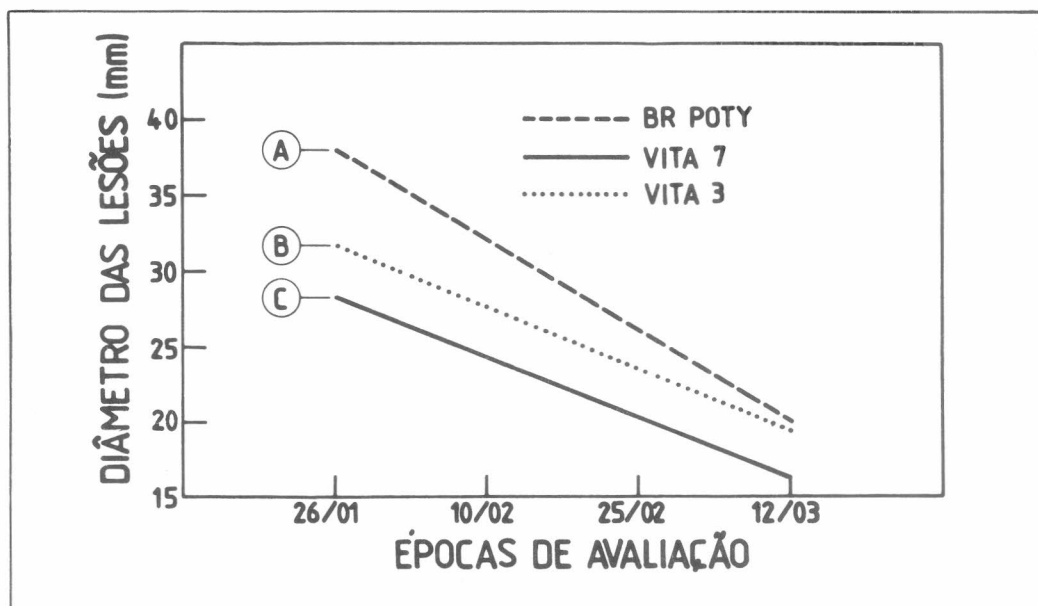 DIÂMETRO DAS LESÕES (mm)
40
35
30
25
20
15
A
B
C
BR POTY
VITA 7
VITA 3
26/01
10/02
25/02
12/03
ÉPOCAS DE AVALIAÇÃO